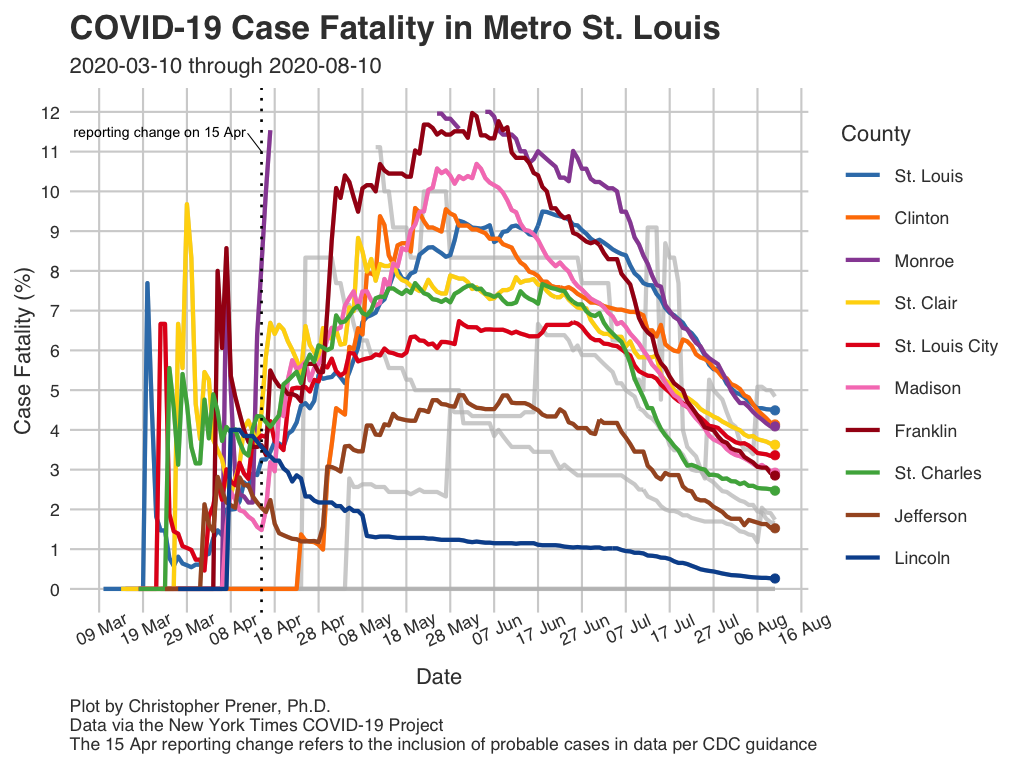 COVID-19 Case Fatality in Metro St. Louis
2020-03-10 through 2020-08-10
Case Fatality (%)
12
11
10
9
8
7
6
5
4
3
2
1
0
reporting change on 15 Apr
09 Mar
19 Mar
29 Mar
08 Apr
18 Apr
28 Apr
08 May
18 May
28 May
07 Jun
17 Jun
27 Jun
07 Jul
17 Jul
27 Jul
06 Aug
16 Aug
Date
County
St. Louis
Clinton
Monroe
St. Clair
St. Louis City
Madison
Franklin
St. Charles
Jefferson
Lincoln
Plot by Christopher Prener, Ph.D.
Data via the New York Times COVID-19 Project
The 15 Apr reporting change refers to the inclusion of probable cases in data per CDC guidance